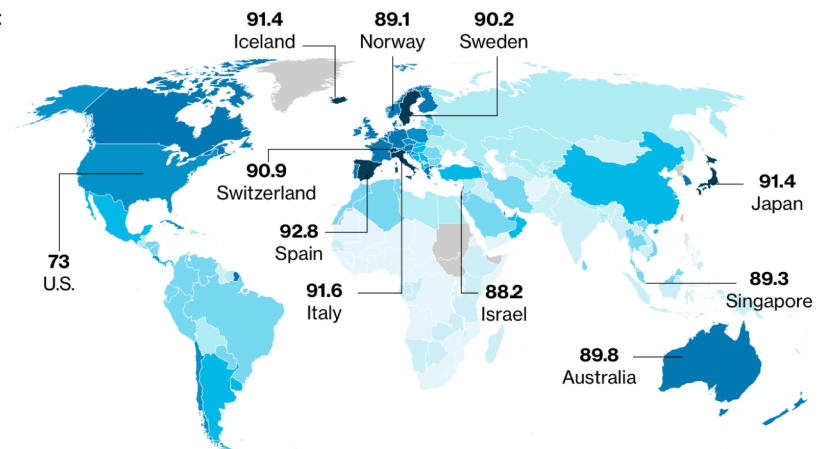 91.4
Iceland
89.1
Norway
90.2
Sweden
90.9
Switzerland
91.4
Japan
92.8
Spain
73
U.S.
91.6
Italy
88.2
Israel
89.3
Singapore
89.8
Australia